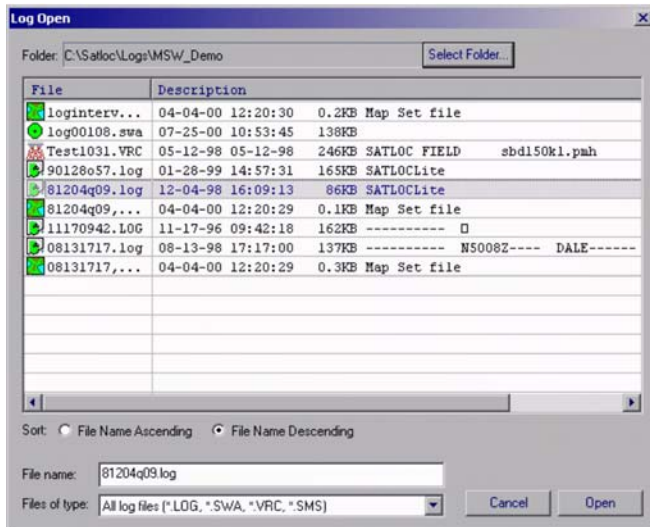 Log Open
Folder: C:\Satloc\Logs\MSW_Demo Select Folder...
File Description
loginterv... 04-04-00 12:20:30 0.2KB Map Set file
log00108.swa 07-25-00 10:53:45 138KB
Test1031.VRC 05-12-98 05-12-98 246KB SATLOC FIELD sbd150k1.pmh
90128o57.log 01-28-99 14:57:31 165KB SATLOCLite
81204q09.log 12-04-98 16:09:13 86KB SATLOCLite
81204q09,... 04-04-00 12:20:29 0.1KB Map Set file
11170942.LOG 11-17-96 09:42:18 162KB ----------
08131717.log 08-13-98 17:17:00 137KB ---------- N5008Z---- DALE------
08131717,... 04-04-00 12:20:29 0.3KB Map Set file
Sort: File Name Ascending File Name Descending
File name: 81204q09.log
Files of type: All log files (*.LOG, *.SWA, *.VRC, *.SMS) Cancel Open